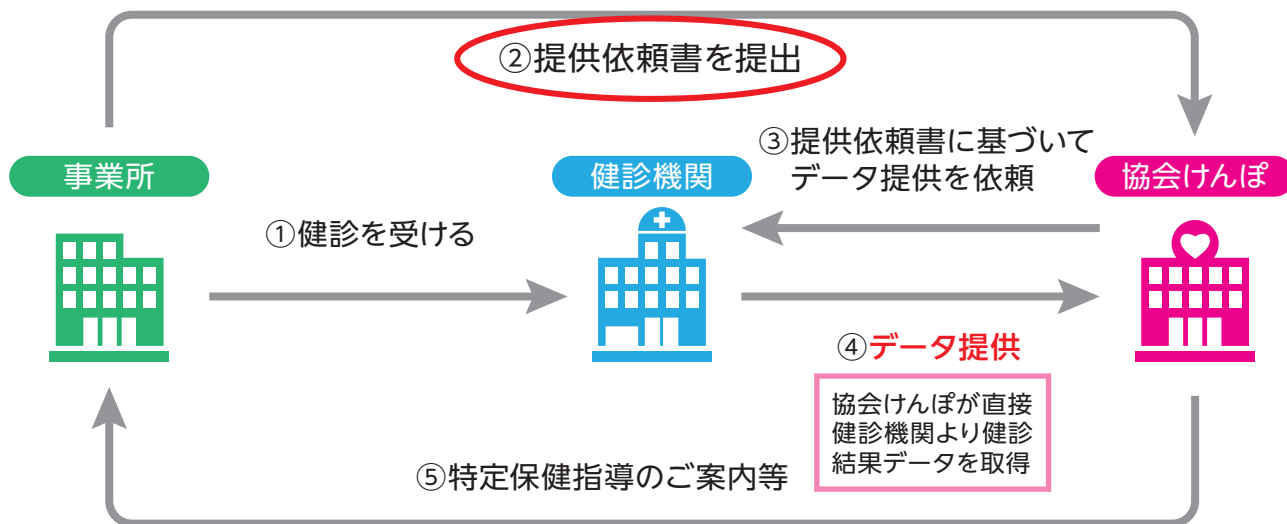 ②提供依頼書を提出
③提供依頼書に基づいて
データ提供を依頼
事業所
健診機関
協会けんぽ
①健診を受ける
④データ提供
協会けんぽが直接
健診機関より健診
結果データを取得
⑤特定保健指導のご案内等